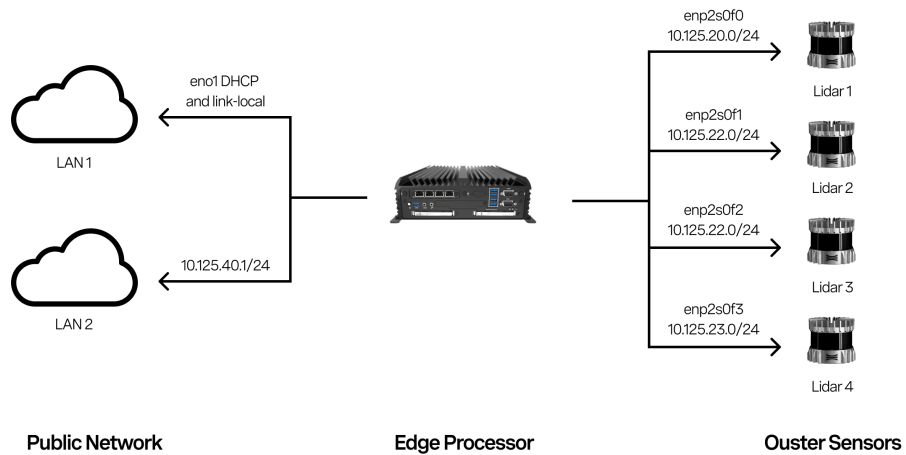 eno1 DHCP
and link-local
LAN 1
10.125.40.1/24
LAN 2
enp2s0f0
10.125.20.0/24
Lidar 1
enp2s0f1
10.125.22.0/24
Lidar 2
enp2s0f2
10.125.22.0/24
Lidar 3
enp2s0f3
10.125.23.0/24
Lidar 4
Public Network
Edge Processor
Ouster Sensors